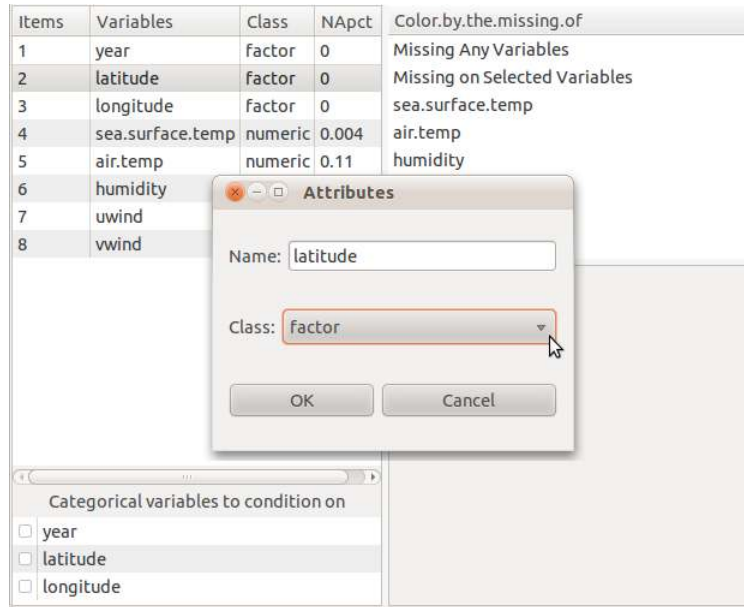 Items Variables Class NApct
1 year factor 0
2 latitude factor 0
3 longitude factor 0
4 sea.surface.temp numeric 0.004
5 air.temp numeric 0.11
6 humidity
7 uwind
8 vwind
Color.by.the.missing.of
Missing Any Variables
Missing on Selected Variables
sea.surface.temp
air.temp
humidity
Attributes
Name: latitude
Class: factor
OK Cancel
Categorical variables to condition on
year
latitude
longitude